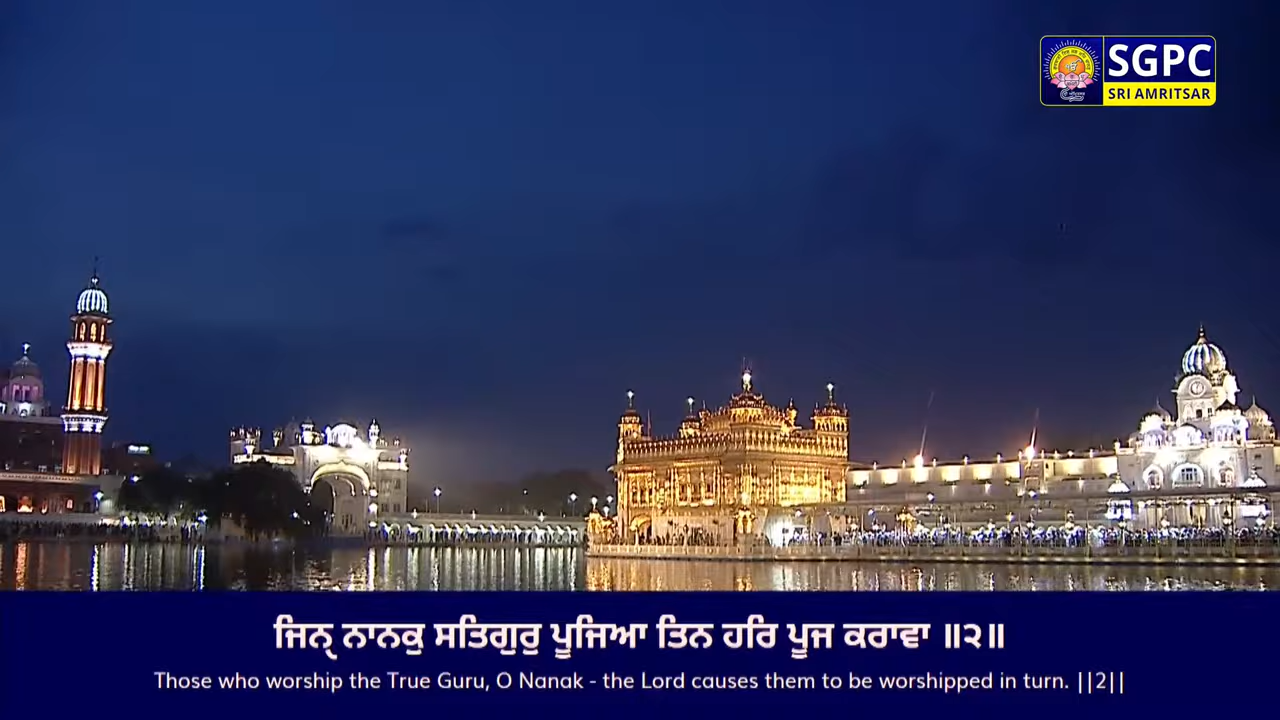 SGPC
SRI AMRITSAR
ਜਿਨੑ ਨਾਨਕੁ ਸਤਿਗੁਰੁ ਪੂਜਿਆ ਤਿਨ ਹਰਿ ਪੂਜ ਕਰਾਵਾ ॥੨॥
Those who worship the True Guru, O Nanak - the Lord causes them to be worshipped in turn. ||2||